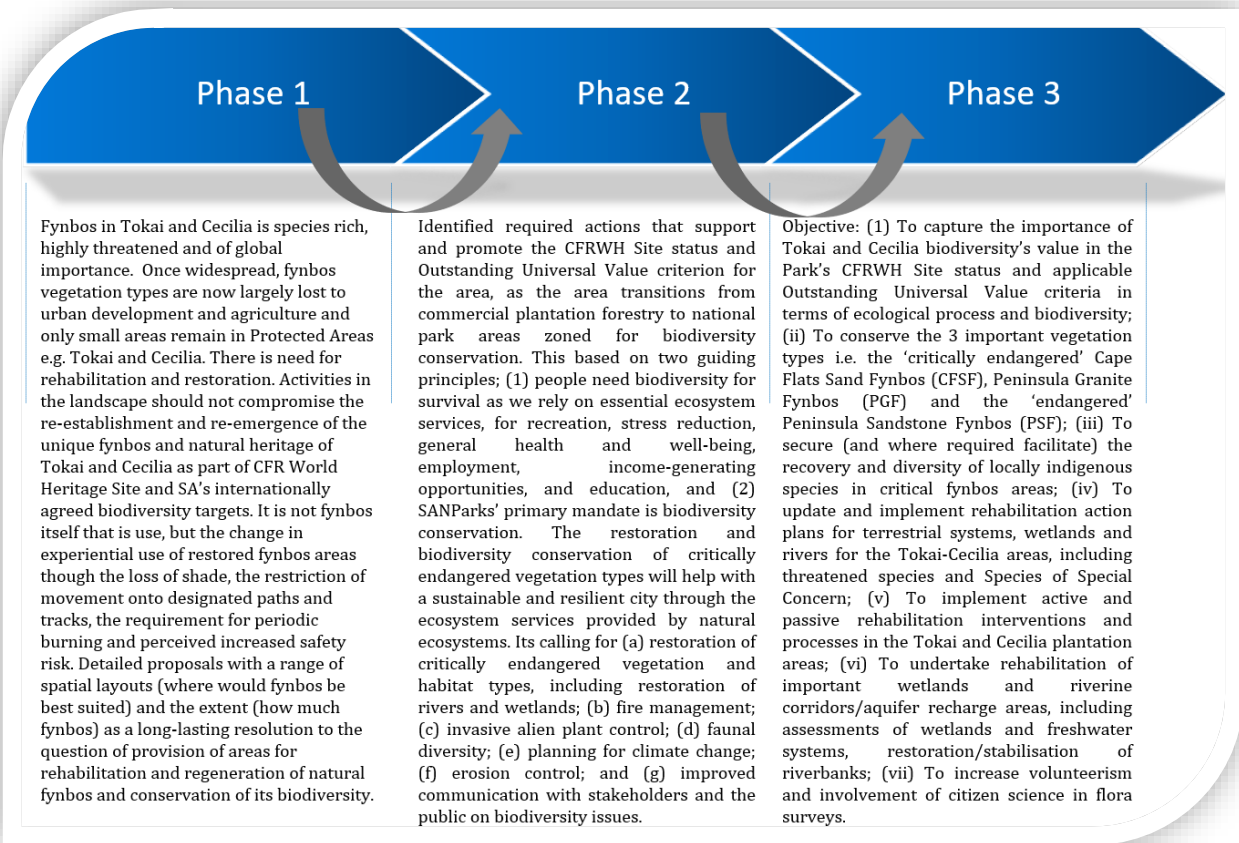 Phase 1
Phase 2
Phase 3
Fynbos in Tokai and Cecilia is species rich,
highly threatened and of global
importance.  Once widespread, fynbos
vegetation types are now largely lost to
urban development and agriculture and
only small areas remain in Protected Areas
e.g. Tokai and Cecilia. There is need for
rehabilitation and restoration. Activities in
the landscape should not compromise the
re-establishment and re-emergence of the
unique fynbos and natural heritage of
Tokai and Cecilia as part of CFR World
Heritage Site and SA's internationally
agreed biodiversity targets. It is not fynbos
itself that is use, but the change in
experiential use of restored fynbos areas
though the loss of shade, the restriction of
movement onto designated paths and
tracks, the requirement for periodic
burning and perceived increased safety
risk. Detailed proposals with a range of
spatial layouts (where would fynbos be
best suited) and the extent (how much
fynbos) as a long-lasting resolution to the
question of provision of areas for
rehabilitation and regeneration of natural
fynbos and conservation of its biodiversity.
Identified required actions that support
and promote the CFRWH Site status and
Outstanding Universal Value criterion for
the area, as the area transitions from
commercial plantation forestry to national
park areas zoned for biodiversity
conservation. This based on two guiding
principles; (1) people need biodiversity for
survival as we rely on essential ecosystem
services, for recreation, stress reduction,
general health and well-being,
employment, income-generating
opportunities, and education, and (2)
SANParks' primary mandate is biodiversity
conservation. The restoration and
biodiversity conservation of critically
endangered vegetation types will help with
a sustainable and resilient city through the
ecosystem services provided by natural
ecosystems. Its calling for (a) restoration of
critically endangered vegetation and
habitat types, including restoration of
rivers and wetlands; (b) fire management;
(c) invasive alien plant control; (d) faunal
diversity; (e) planning for climate change;
(f) erosion control; and (g) improved
communication with stakeholders and the
public on biodiversity issues.
Objective: (1) To capture the importance of
Tokai and Cecilia biodiversity's value in the
Park's CFRWH Site status and applicable
Outstanding Universal Value criteria in
terms of ecological process and biodiversity;
(ii) To conserve the 3 important vegetation
types i.e. the 'critically endangered' Cape
Flats Sand Fynbos (CFSF), Peninsula Granite
Fynbos (PGF) and the 'endangered'
Peninsula Sandstone Fynbos (PSF); (iii) To
secure (and where required facilitate) the
recovery and diversity of locally indigenous
species in critical fynbos areas; (iv) To
update and implement rehabilitation action
plans for terrestrial systems, wetlands and
rivers for the Tokai-Cecilia areas, including
threatened species and Species of Special
Concern; (v) To implement active and
passive rehabilitation interventions and
processes in the Tokai and Cecilia plantation
areas; (vi) To undertake rehabilitation of
important wetlands and riverine
corridors/aquifer recharge areas, including
assessments of wetlands and freshwater
systems, restoration/stabilisation of
riverbanks; (vii) To increase volunteerism
and involvement of citizen science in flora
surveys.